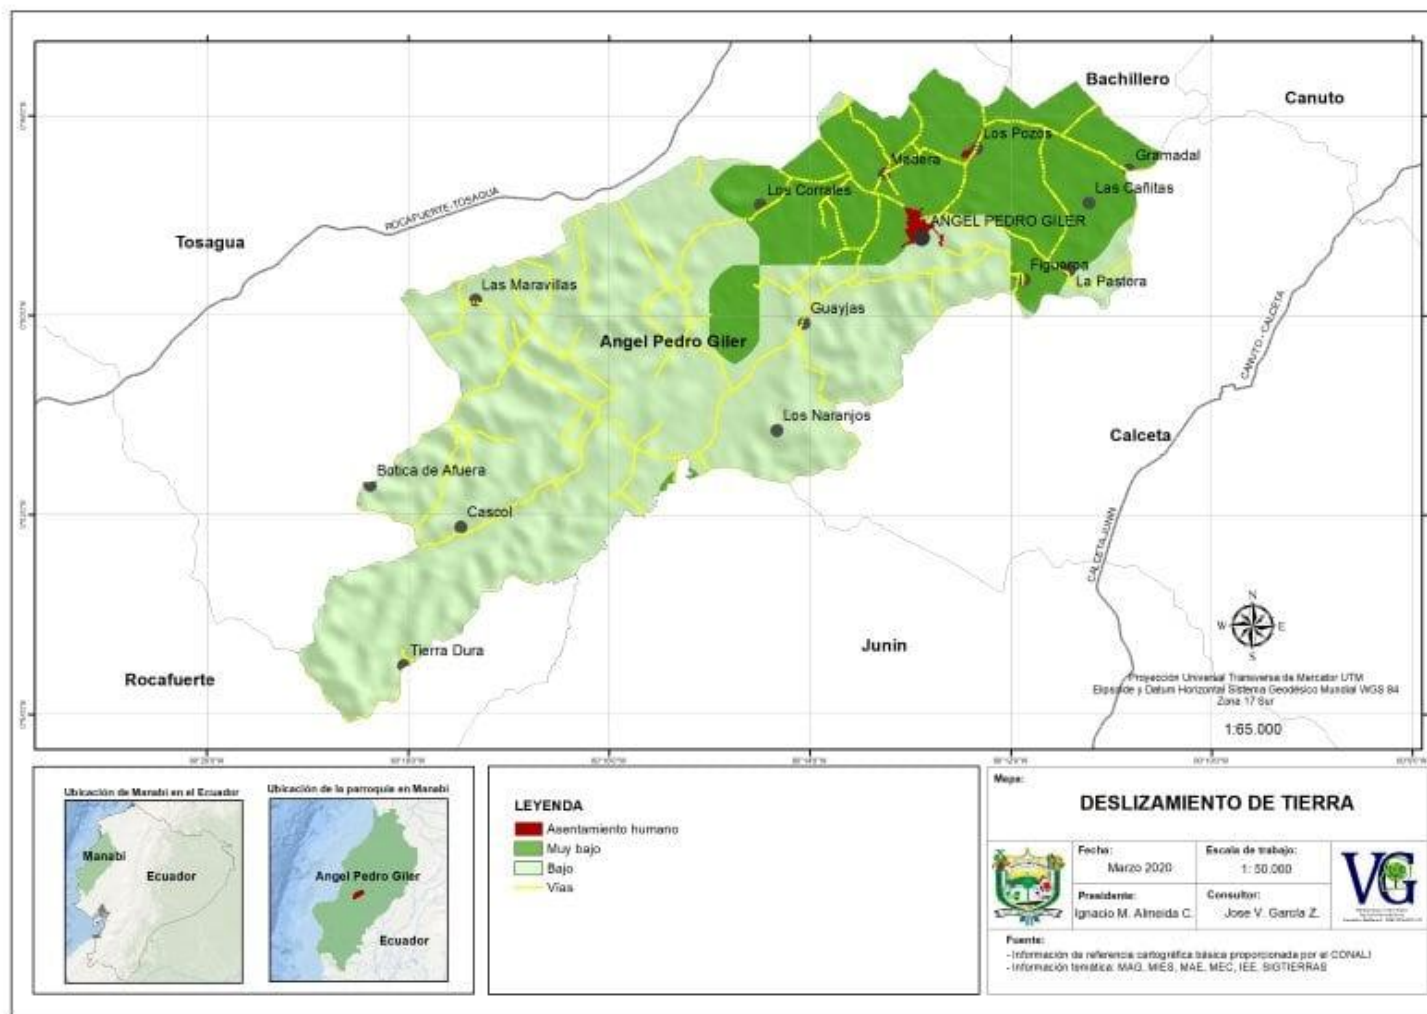 Bachillero
Canuto
Los Pozos
Madera
Gramadal
Los Corrales
Las Cañitas
ROCAFUERTE-TOSAGUA
ANGEL PEDRO GILER
Tosagua
Figueroa
La Pastora
Las Maravillas
Guayjas
Angel Pedro Giler
CANUTO - CALCETA
Los Naranjos
Calceta
Botica de Afuera
Cascol
CALCETA-JUNIN
N
W
E
S
Junín
Tierra Dura
Rocafuerte
Proyección Universal Transversa de Mercator UTM
Elipsoide y Datum Horizontal Sistema Geodésico Mundial WGS 84
Zona 17 Sur
1:65.000
Ubicación de Manabí en el Ecuador
Manabí
Ecuador
Ubicación de la parroquia en Manabí
Angel Pedro Giler
Ecuador
LEYENDA
Asentamiento humano
Muy bajo
Bajo
Vías
Mapa:
DESLIZAMIENTO DE TIERRA
Fecha:
Marzo 2020
Escala de trabajo:
1: 50.000
Presidente:
Ignacio M. Almeida C.
Consultor:
Jose V. García Z.
VG
Fuente:
- Información de referencia cartográfica básica proporcionada por el CONALI
- Información temática: MAG, MIES, MAE, MEC, IEE, SIGTIERRAS